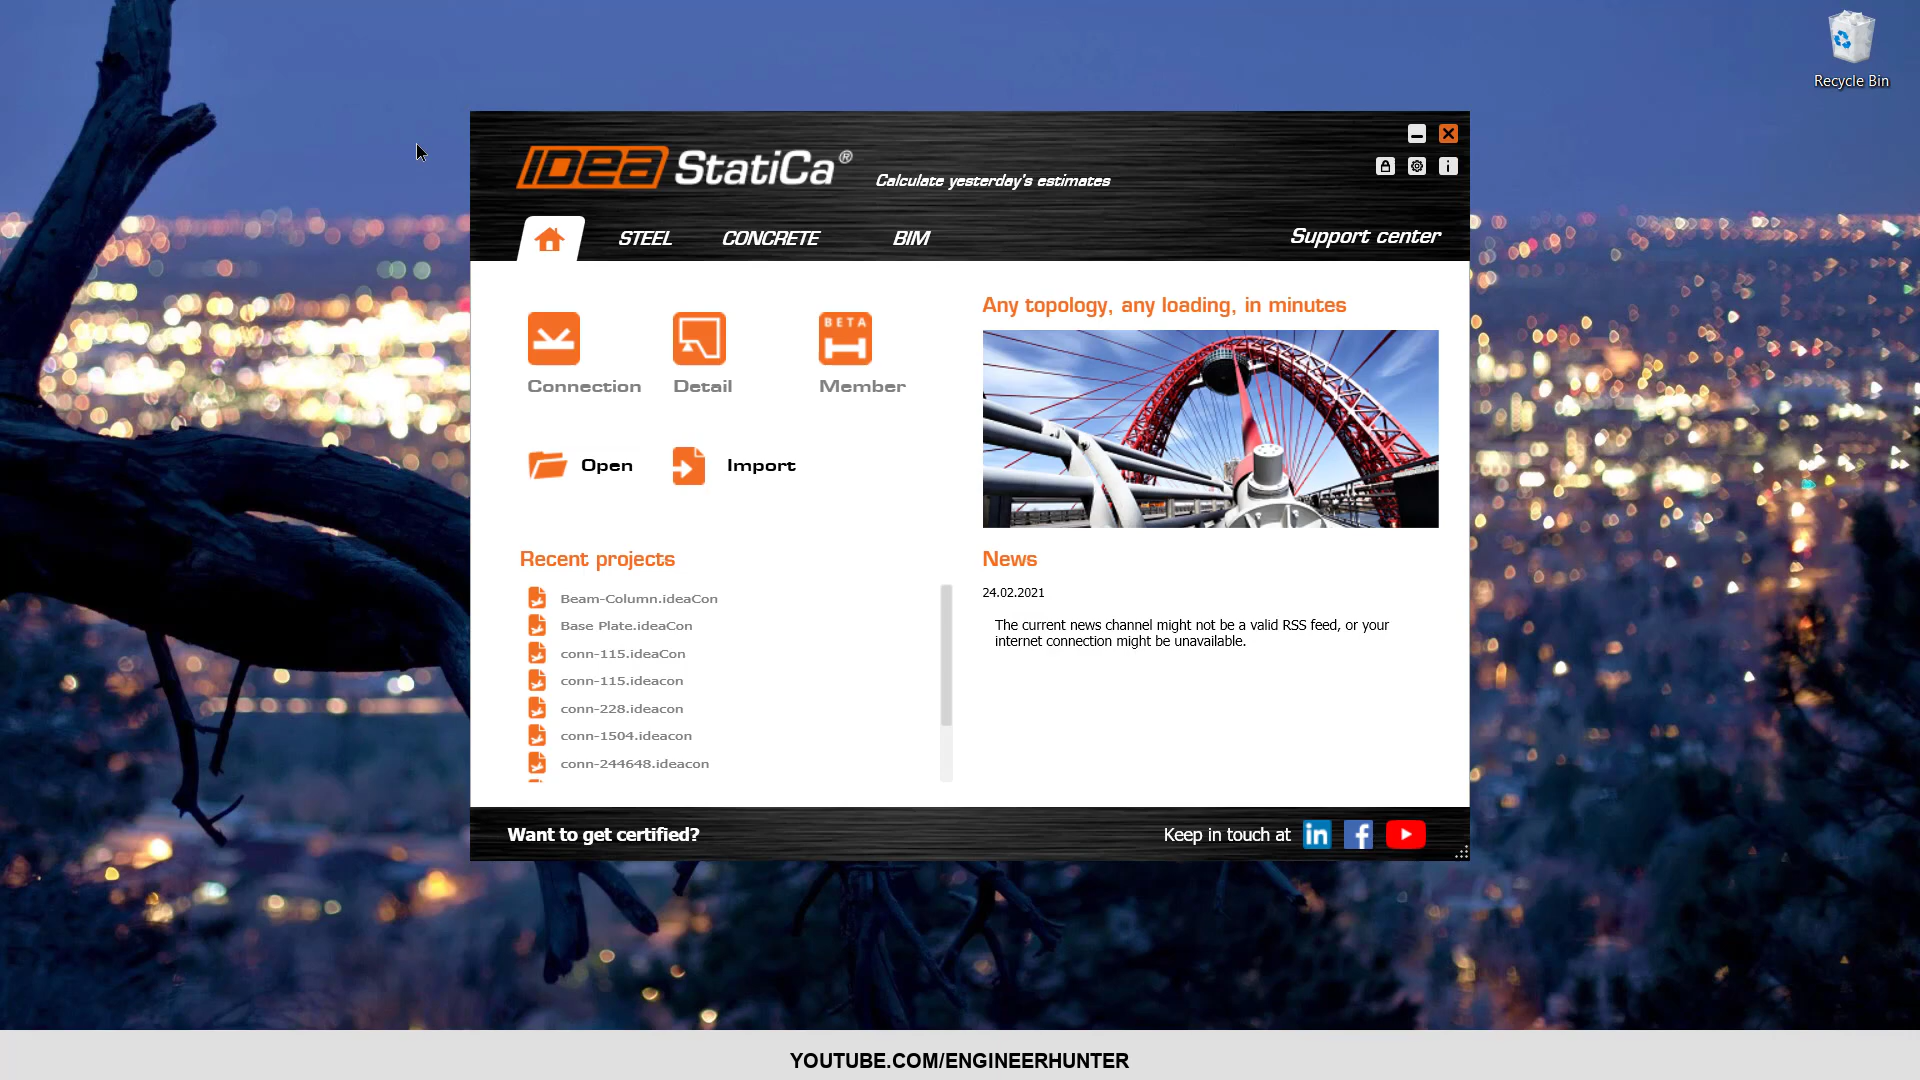 Recycle Bin
IDEA StatiCa®
Calculate yesterday's estimates
STEEL
CONCRETE
BIM
Support center
Connection
Detail
BETA
Member
Open
Import
Any topology, any loading, in minutes
Recent projects
Beam-Column.ideaCon
Base Plate.ideaCon
conn-115.ideaCon
conn-115.ideacon
conn-228.ideacon
conn-1504.ideacon
conn-244648.ideacon
News
24.02.2021
The current news channel might not be a valid RSS feed, or your
internet connection might be unavailable.
Want to get certified?
Keep in touch at
in
f
YOUTUBE.COM/ENGINEERHUNTER